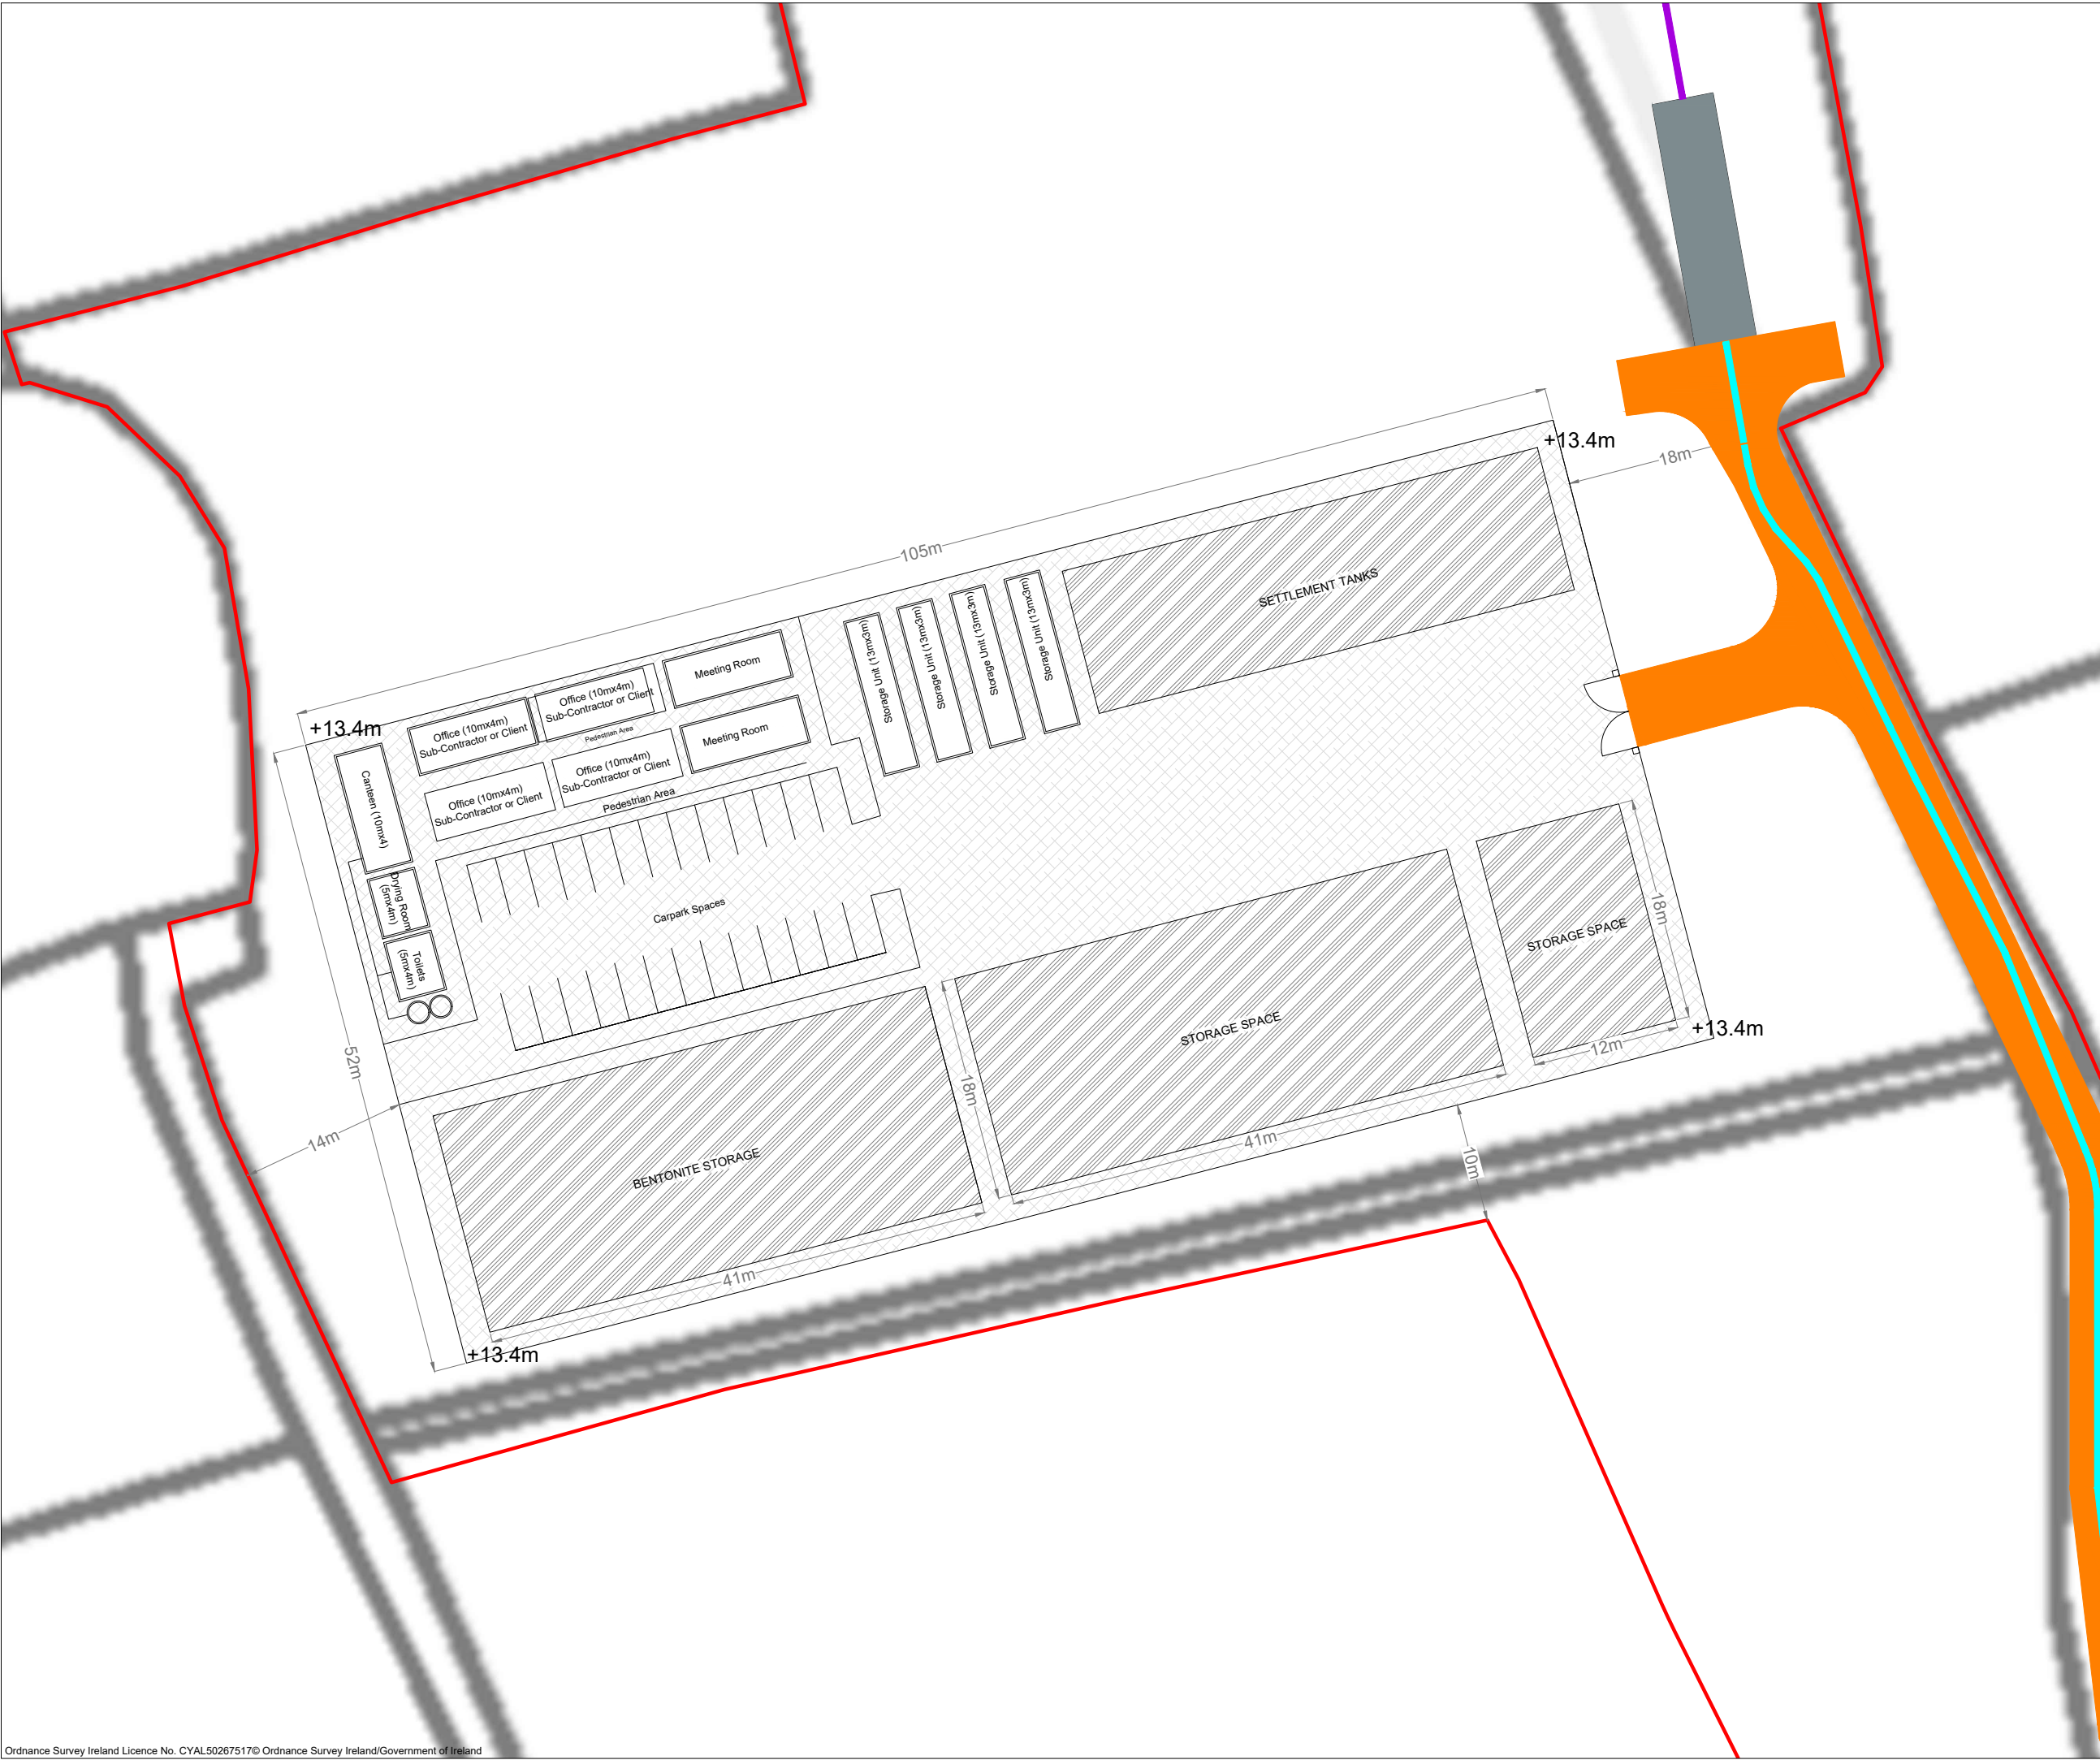 +13.4m
18m
105m
SETTLEMENT TANKS
+13.4m
Meeting Room
Office (10mx4m)
Sub-Contractor or Client
Office (10mx4m)
Sub-Contractor or Client
Pedestrian Area
Meeting Room
Office (10mx4m)
Sub-Contractor or Client
Office (10mx4m)
Sub-Contractor or Client
Pedestrian Area
Storage Unit (13mx3m)
Storage Unit (13mx3m)
Storage Unit (13mx3m)
Storage Unit (13mx3m)
Canteen (10mx4)
Drying Room
(5mx4m)
Toilets
(5mx4m)
Carpark Spaces
18m
STORAGE SPACE
12m
+13.4m
STORAGE SPACE
18m
41m
10m
52m
14m
BENTONITE STORAGE
41m
+13.4m
Ordnance Survey Ireland Licence No. CYAL50267517© Ordnance Survey Ireland/Government of Ireland